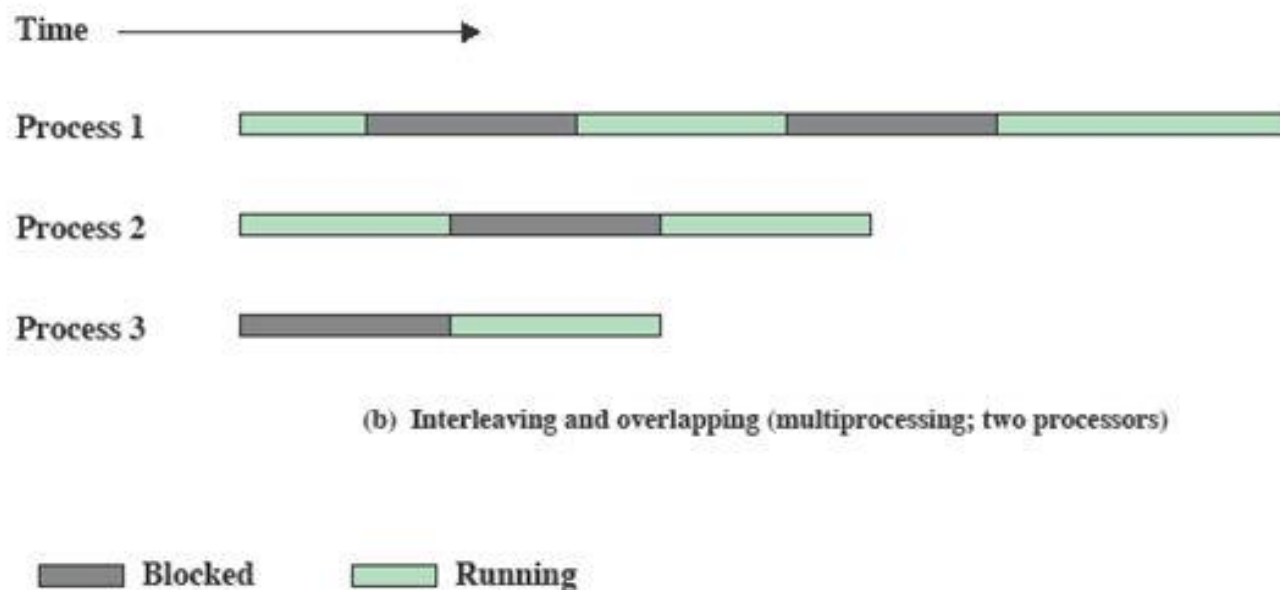 Time
Process 1
Process 2
Process 3
(b) Interleaving and overlapping (multiprocessing; two processors)
Blocked Running